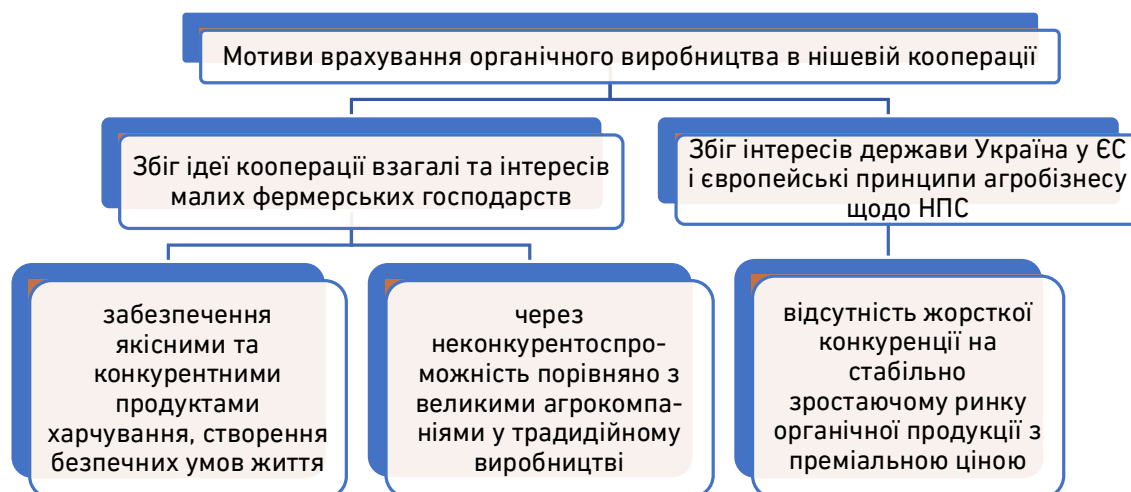 Мотиви врахування органічного виробництва в нішевій кооперації
Збіг ідеї кооперації взагалі та інтересів
малих фермерських господарств
Збіг інтересів держави Україна у ЄС
і європейські принципи агробізнесу
щодо НПС
забезпечення
якісними та
конкурентними
продуктами
харчування, створення
безпечних умов життя
через
неконкурентоспро-
можність порівняно з
великими агрокомпа-
ніями у традидійному
виробництві
відсутність жорсткої
конкуренції на
стабільно
зростаючому ринку
органічної продукції з
преміальною ціною